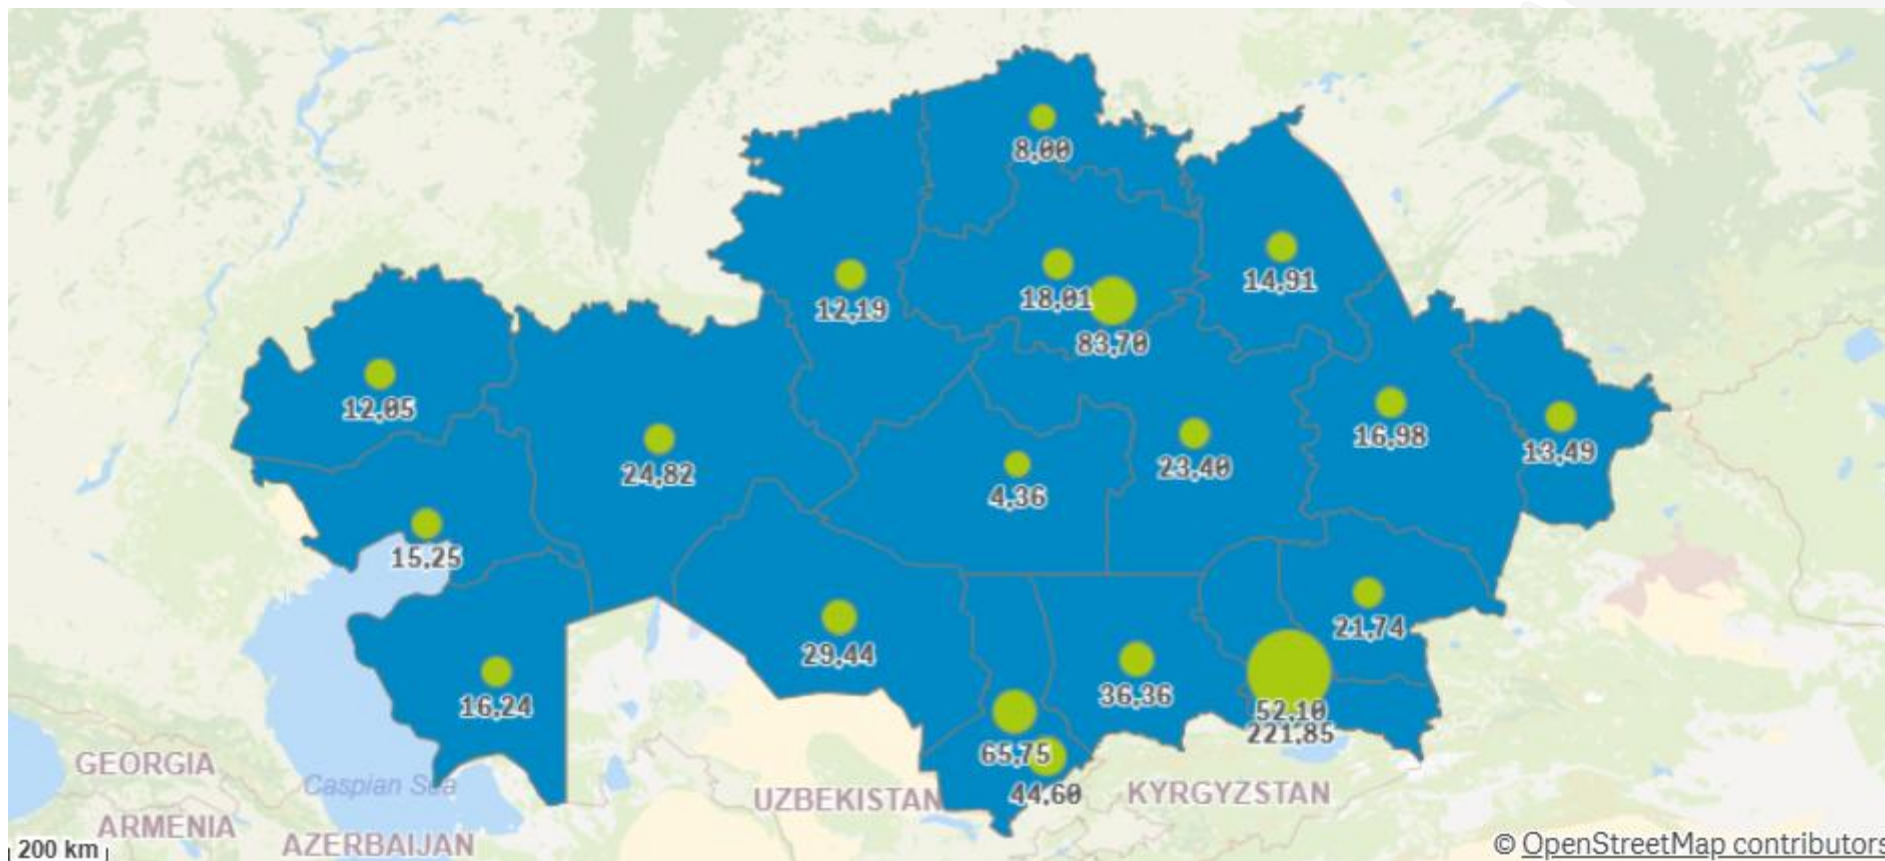 8,00
14,91
12,19
18,01
83,70
12,05
24,82
4,36
23,40
16,98
13,49
15,25
21,74
29,44
36,36
16,24
52,10
221,85
65,75
44,60
GEORGIA
Caspian Sea
UZBEKISTAN
KYRGYZSTAN
ARMENIA
AZERBAIJAN
200 km
© OpenStreetMap contributors